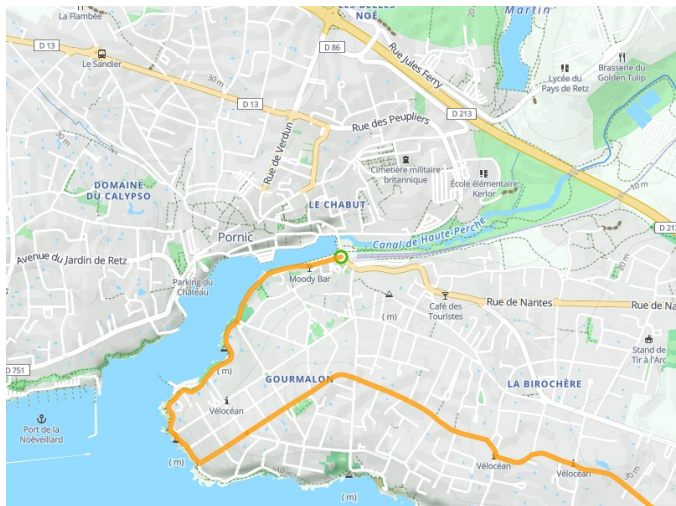 La Flambée
LES BELLES
NOÉ
Martin
D 13
D 86
Le Sandier
Rue Jules Ferry
Brasserie du
Golden Tulip
Lycée du
Pays de Retz
30 m
D 13
D 213
Rue des Peupliers
30 m
Rue de Verdun
Cimetière militaire
britannique
École élémentaire
Kerlor
10 m
DOMAINE
DU CALYPSO
LE CHABUT
D 213
Pornic
Canal de Haute-Perche
Avenue du Jardin de Retz
20 m
Moody Bar
Parking du
Château
Rue de Nantes
Rue de Na
Café des
Touristes
( m)
Stand de
Tir à l'Arc
D 751
( m)
GOURMALON
LA BIROCHÈRE
Vélocéan
Port de la
Noëveillard
( m)
Vélocéan
Vélocéan
( m)